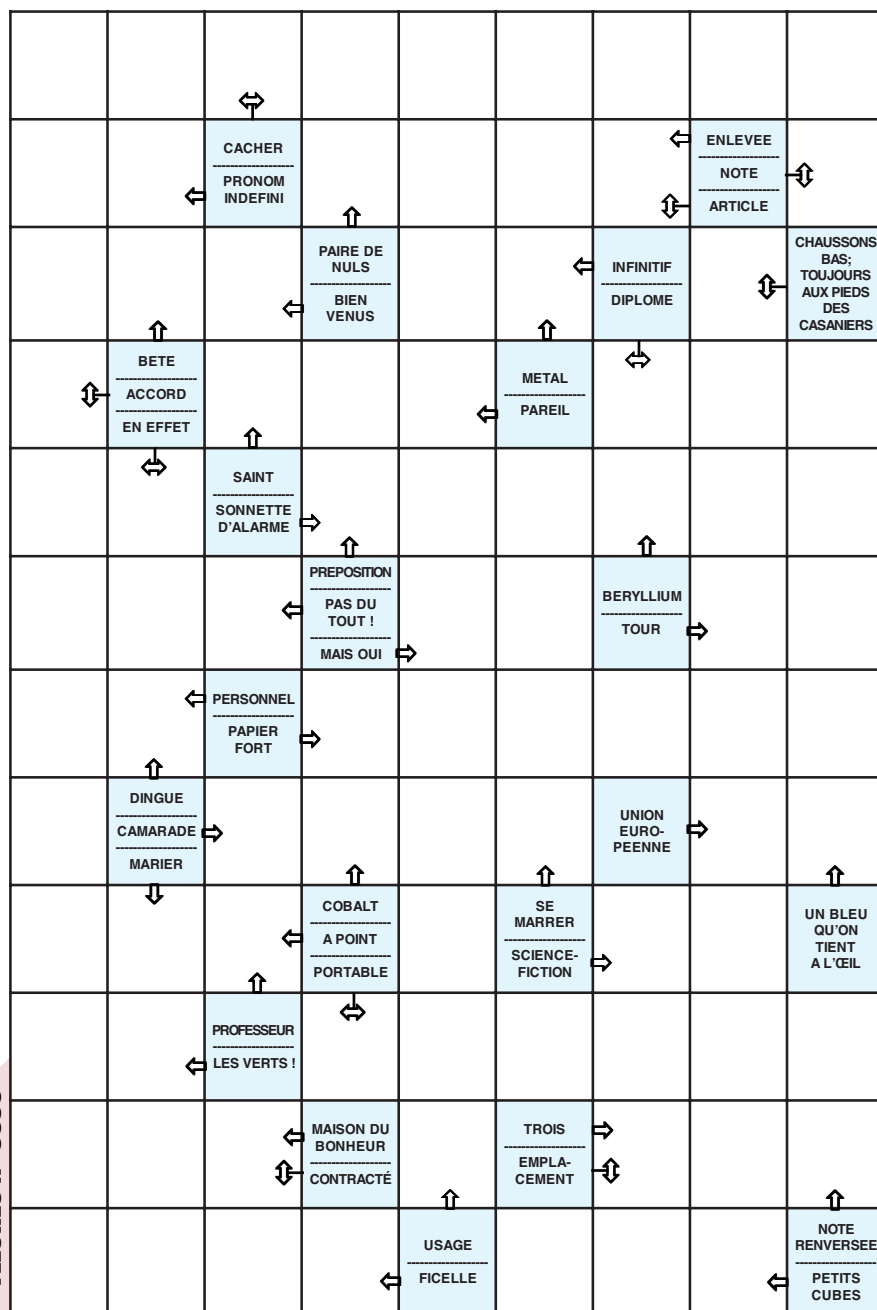 CACHER
PRONOM
INDEFINI
ENLEVEE
NOTE
ARTICLE
PAIRE DE
NULS
BIEN
VENUS
INFINITIF
DIPLOME
CHAUSSONS
BAS;
TOUJOURS
AUX PIEDS
DES
CASANIERS
BETE
ACCORD
EN EFFET
METAL
PAREIL
SAINT
SONNETTE
D'ALARME
PREPOSITION
PAS DU
TOUT !
MAIS OUI
BERYLLIUM
TOUR
PERSONNEL
PAPIER
FORT
DINGUE
CAMARADE
MARIER
UNION
EURO-
PEENNE
COBALT
A POINT
PORTABLE
SE
MARRER
SCIENCE-
FICTION
UN BLEU
QU'ON
TIENT
A L'ŒIL
PROFESSEUR
LES VERTS !
MAISON DU
BONHEUR
CONTRACTÉ
TROIS
EMPLA-
CEMENT
USAGE
FICELLE
NOTE
RENVERSEE
PETITS
CUBES